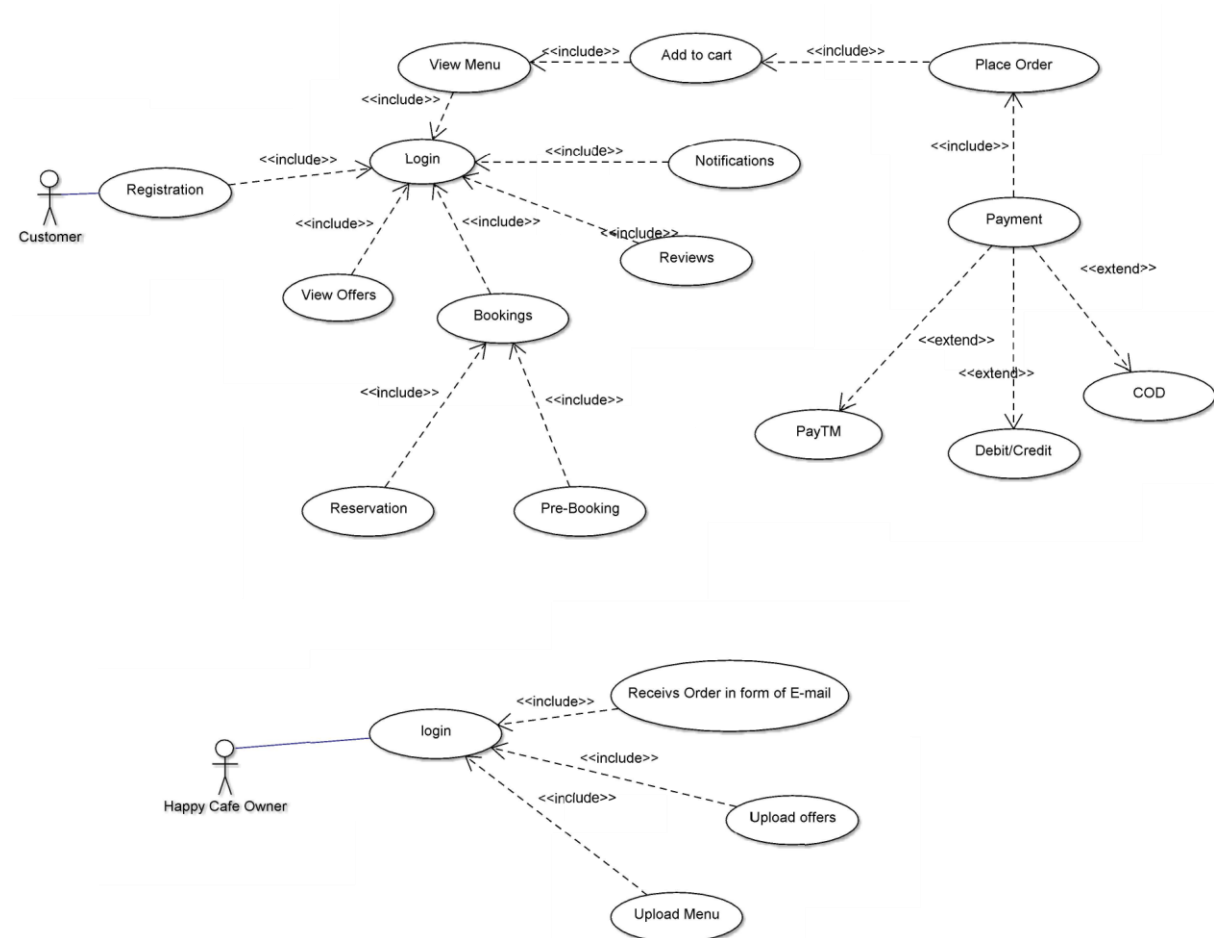 <<include>>
Add to cart
<<include>>
Place Order
View Menu
<<include>>
<<include>>
Login
<<include>>
Notifications
<<include>>
Registration
Customer
<<include>>
<<include>>
<<include>>
Reviews
Payment
<<extend>>
View Offers
Bookings
<<extend>>
<<extend>>
<<include>>
<<include>>
COD
PayTM
Debit/Credit
Reservation
Pre-Booking
Receivs Order in form of E-mail
<<include>>
login
<<include>>
Happy Cafe Owner
<<include>>
Upload offers
Upload Menu